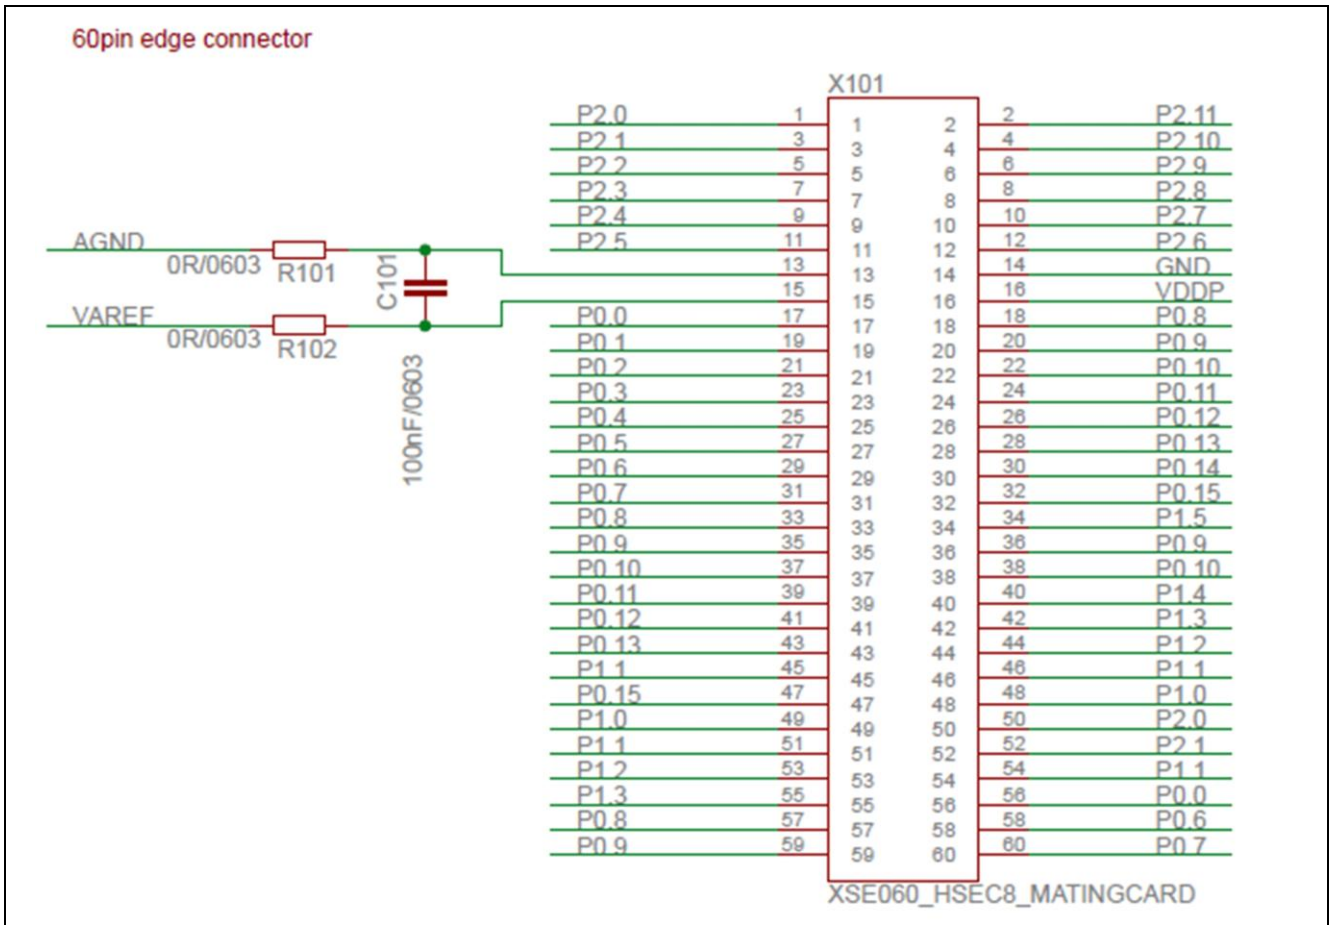 60pin edge connector
X101
P2.0 1 1 2 2 P2.11
P2.1 3 3 4 4 P2.10
P2.2 5 5 6 6 P2.9
P2.3 7 7 8 8 P2.8
P2.4 9 9 10 10 P2.7
P2.5 11 11 12 12 P2.6
AGND 0R/0603 R101 13 13 14 14 GND
C101
15 15 16 16 VDDP
VAREF 0R/0603 R102
100nF/0603
P0.0 17 17 18 18 P0.8
P0.1 19 19 20 20 P0.9
P0.2 21 21 22 22 P0.10
P0.3 23 23 24 24 P0.11
P0.4 25 25 26 26 P0.12
P0.5 27 27 28 28 P0.13
P0.6 29 29 30 30 P0.14
P0.7 31 31 32 32 P0.15
P0.8 33 33 34 34 P1.5
P0.9 35 35 36 36 P0.9
P0.10 37 37 38 38 P0.10
P0.11 39 39 40 40 P1.4
P0.12 41 41 42 42 P1.3
P0.13 43 43 44 44 P1.2
P1.1 45 45 46 46 P1.1
P0.15 47 47 48 48 P1.0
P1.0 49 49 50 50 P2.0
P1.1 51 51 52 52 P2.1
P1.2 53 53 54 54 P1.1
P1.3 55 55 56 56 P0.0
P0.8 57 57 58 58 P0.6
P0.9 59 59 60 60 P0.7
XSE060_HSEC8_MATINGCARD